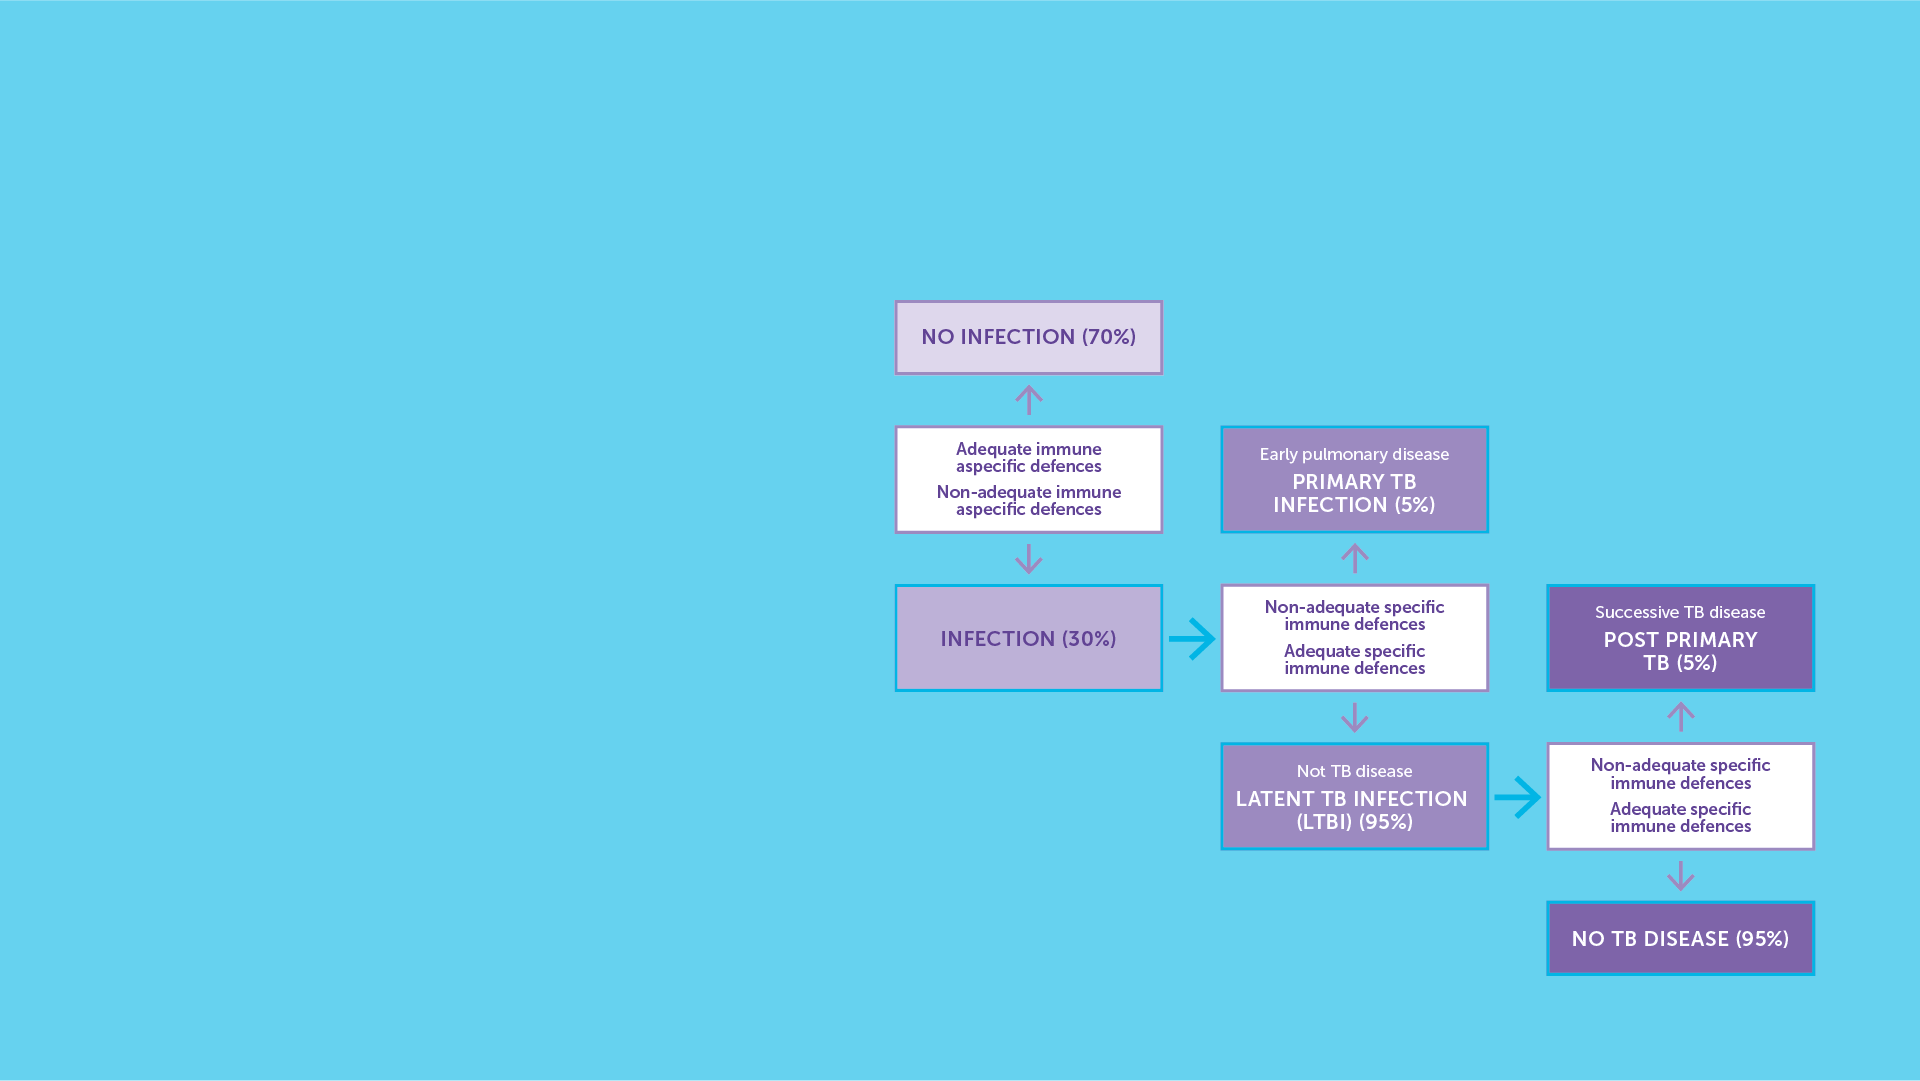 NO INFECTION (70%)
Adequate immune
aspecific defences
Non-adequate immune
aspecific defences
INFECTION (30%)
Early pulmonary disease
PRIMARY TB
INFECTION (5%)
Non-adequate specific
immune defences
Adequate specific
immune defences
Not TB disease
LATENT TB INFECTION
(LTBI) (95%)
Successive TB disease
POST PRIMARY
TB (5%)
Non-adequate specific
immune defences
Adequate specific
immune defences
NO TB DISEASE (95%)